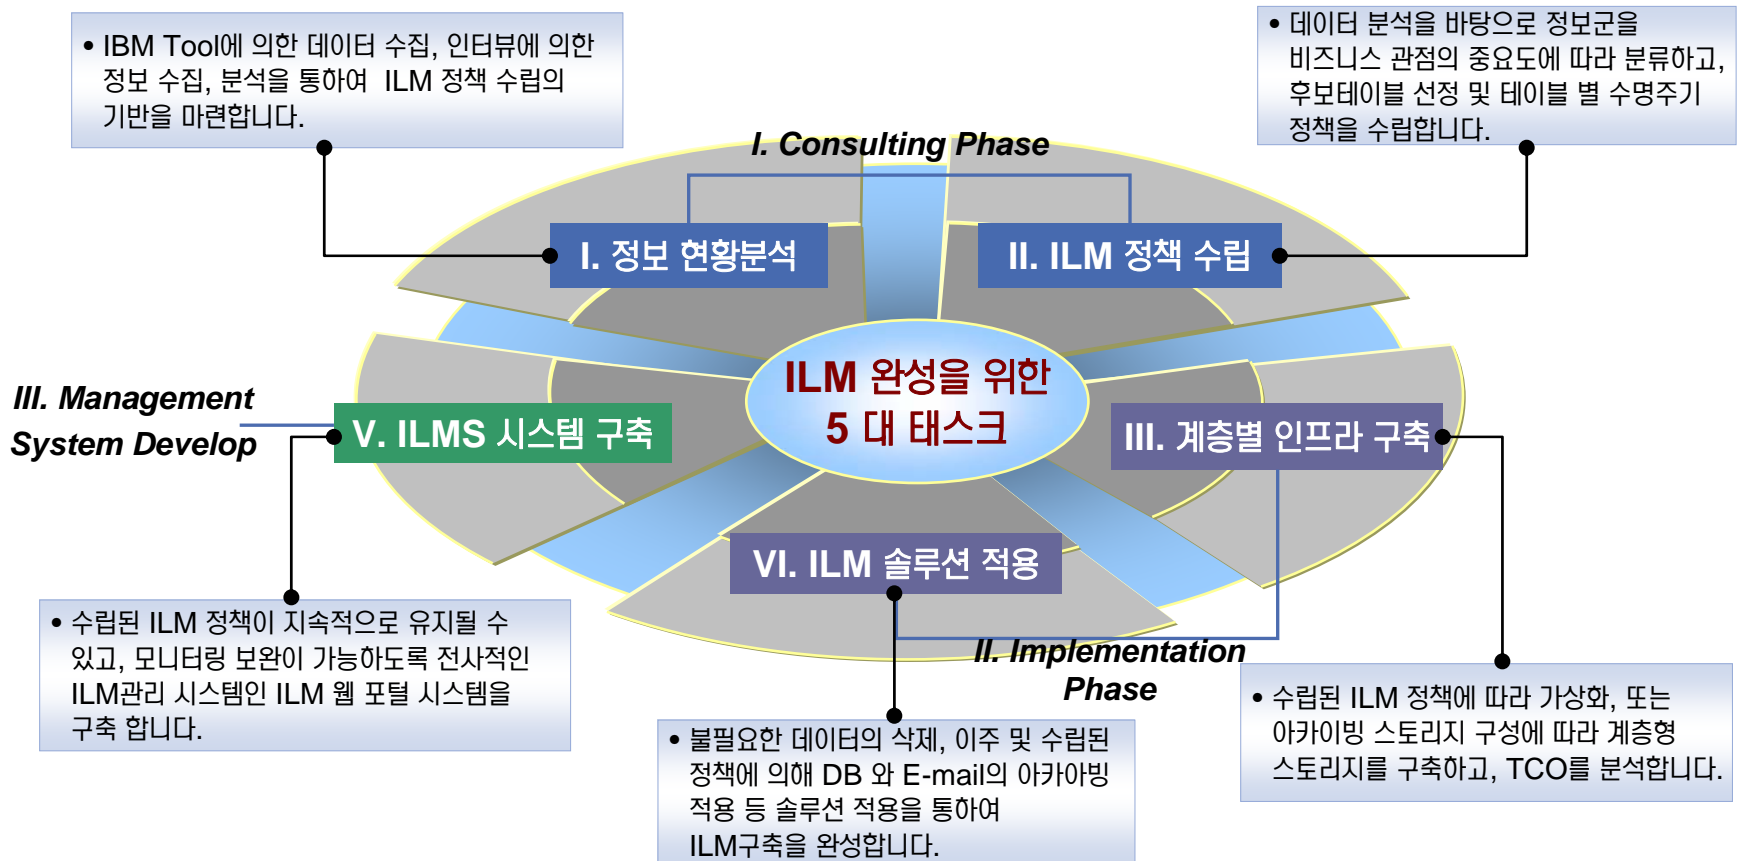 • IBM Tool에 의한 데이터 수집, 인터뷰에 의한
정보 수집, 분석을 통하여 ILM 정책 수립의
기반을 마련합니다.
• 데이터 분석을 바탕으로 정보군을
비즈니스 관점의 중요도에 따라 분류하고,
후보테이블 선정 및 테이블 별 수명주기
정책을 수립합니다.
I. Consulting Phase
I. 정보 현황분석
II. ILM 정책 수립
ILM 완성을 위한
5 대 태스크
III. Management
System Develop
V. ILMS 시스템 구축
III. 계층별 인프라 구축
VI. ILM 솔루션 적용
II. Implementation
Phase
• 수립된 ILM 정책이 지속적으로 유지될 수
있고, 모니터링 보완이 가능하도록 전사적인
ILM관리 시스템인 ILM 웹 포털 시스템을
구축 합니다.
• 불필요한 데이터의 삭제, 이주 및 수립된
정책에 의해 DB 와 E-mail의 아카아빙
적용 등 솔루션 적용을 통하여
ILM구축을 완성합니다.
• 수립된 ILM 정책에 따라 가상화, 또는
아카이빙 스토리지 구성에 따라 계층형
스토리지를 구축하고, TCO를 분석합니다.